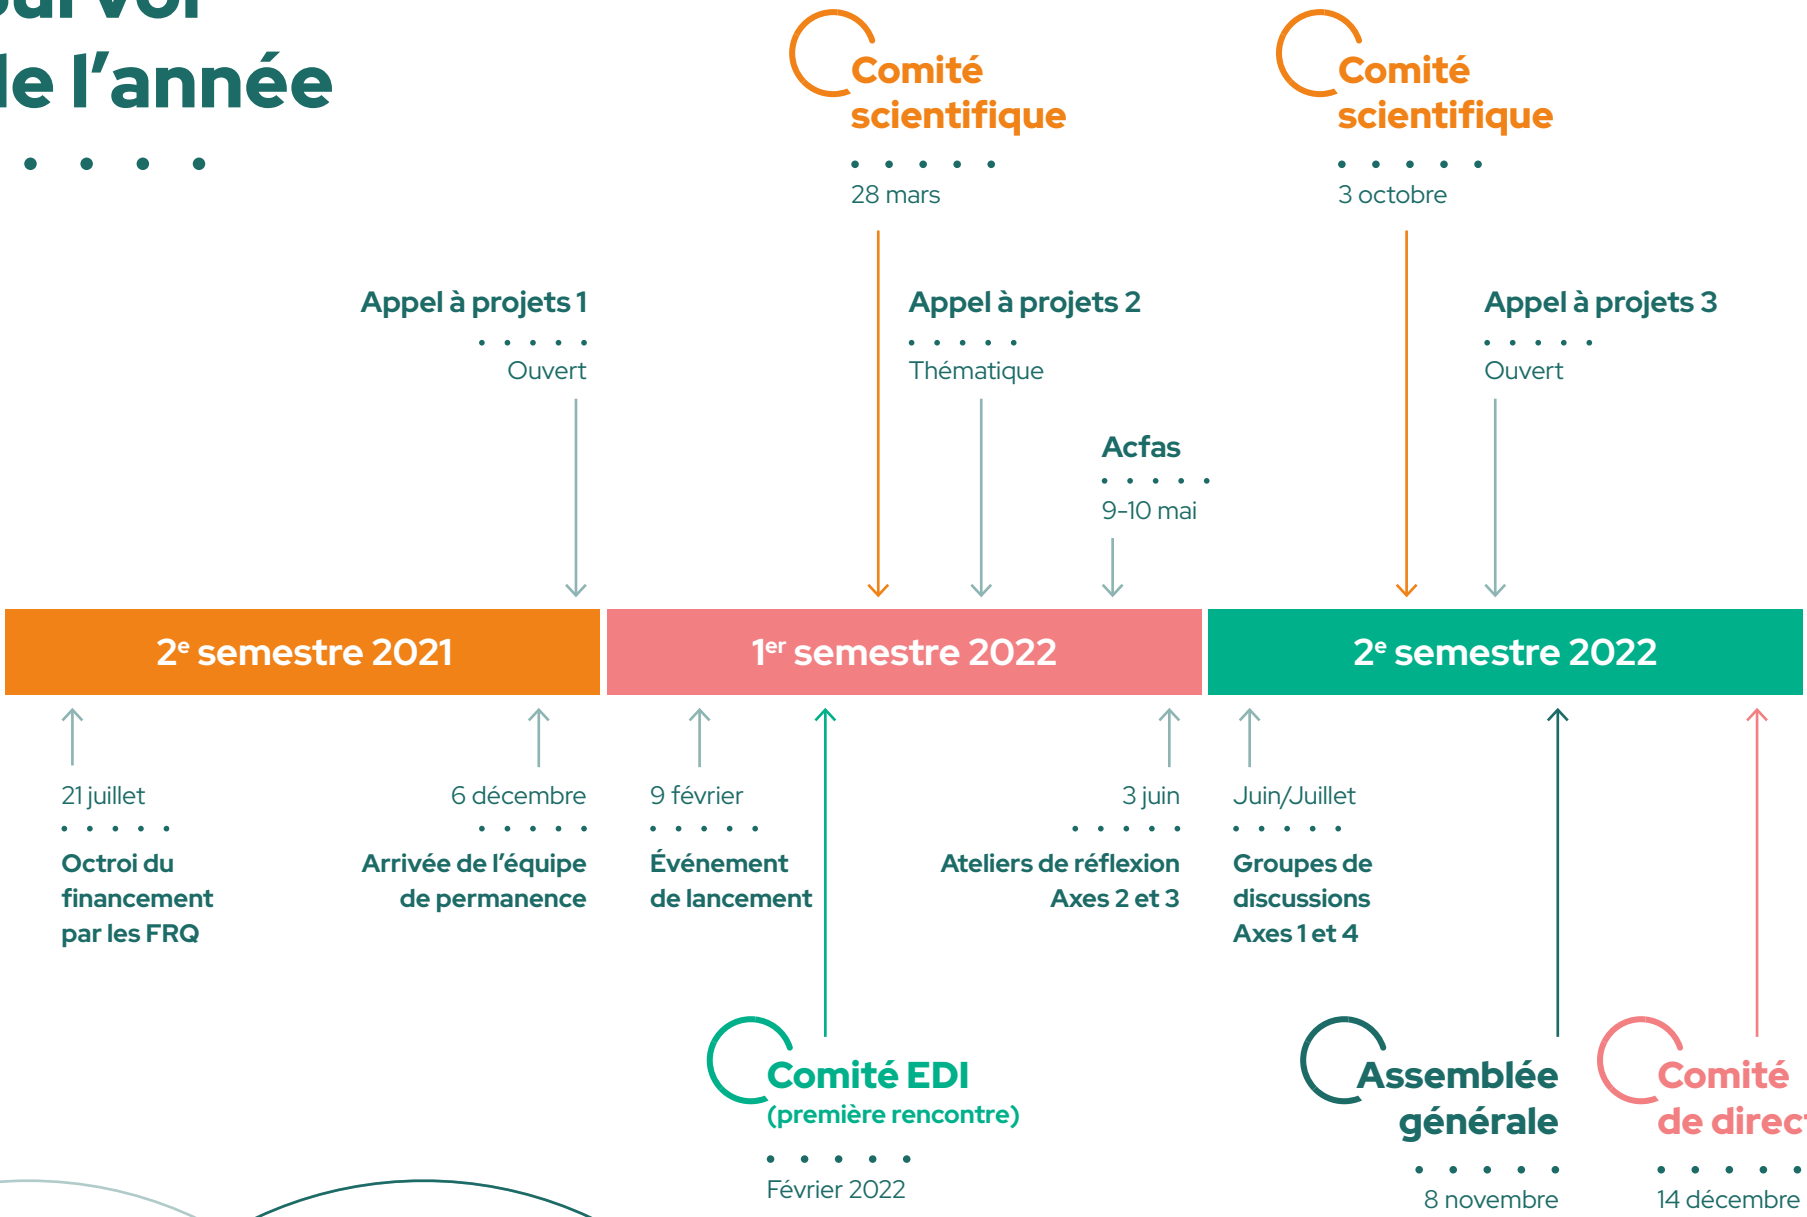 de l'année
Comité
scientifique
28 mars
Comité
scientifique
3 octobre
Appel à projets 1
Ouvert
Appel à projets 2
Thématique
Appel à projets 3
Ouvert
Acfas
9-10 mai
2e semestre 2021
1er semestre 2022
2e semestre 2022
21 juillet
Octroi du
financement
par les FRQ
6 décembre
Arrivée de l'équipe
de permanence
9 février
Événement
de lancement
3 juin
Ateliers de réflexion
Axes 2 et 3
Juin/Juillet
Groupes de
discussions
Axes 1 et 4
Comité EDI
(première rencontre)
Février 2022
Assemblée
générale
8 novembre
Comité
de direc
14 décembre